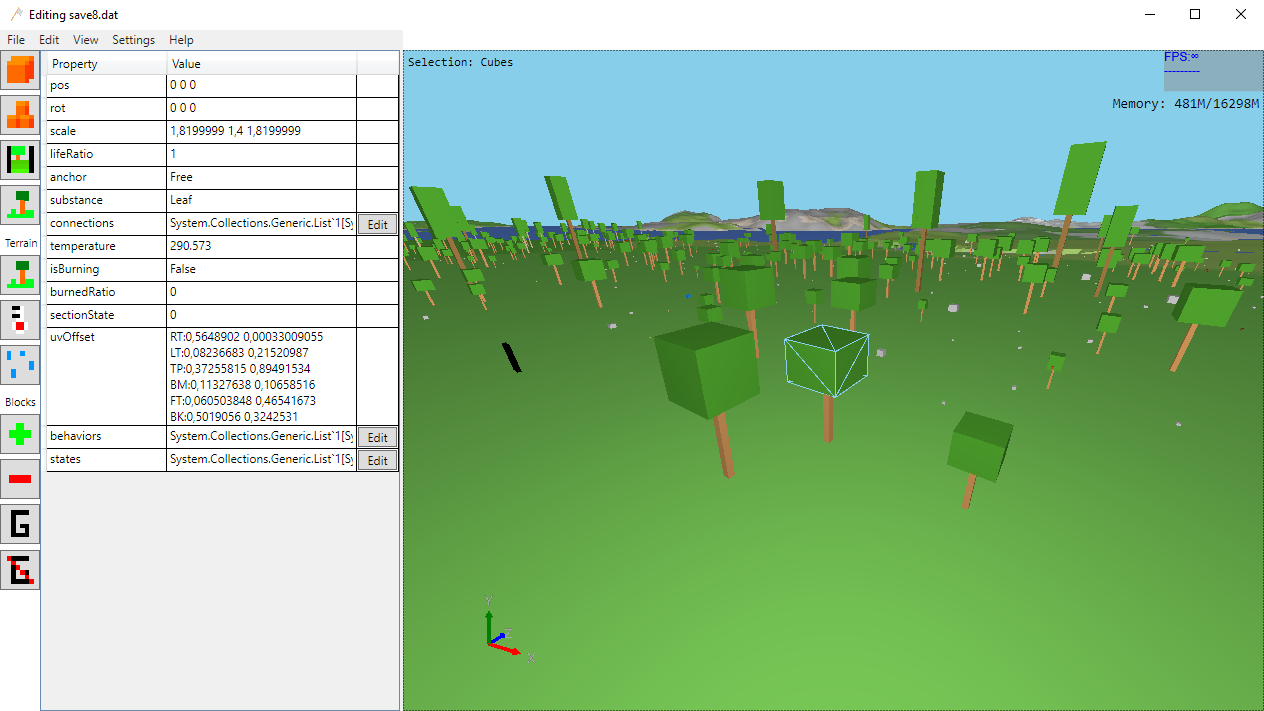 Editing save8.dat
File Edit View Settings Help
Property Value
pos 0 0 0
rot 0 0 0
scale 1,8199999 1,4 1,8199999
lifeRatio 1
anchor Free
substance Leaf
connections System.Collections.Generic.List`1[Sy Edit
temperature 290.573
isBurning False
burnedRatio 0
sectionState 0
uvOffset RT:0,5648902 0,00033009055
LT:0,08236683 0,21520987
TP:0,37255815 0,89491534
BM:0,11327638 0,10658516
FT:0,060503848 0,46541673
BK:0,5019056 0,3242531
behaviors System.Collections.Generic.List`1[Sy Edit
states System.Collections.Generic.List`1[Sy Edit
Terrain
Blocks
G
G
Selection: Cubes
FPS:∞
---------
Memory: 481M/16298M
Y
Z
X